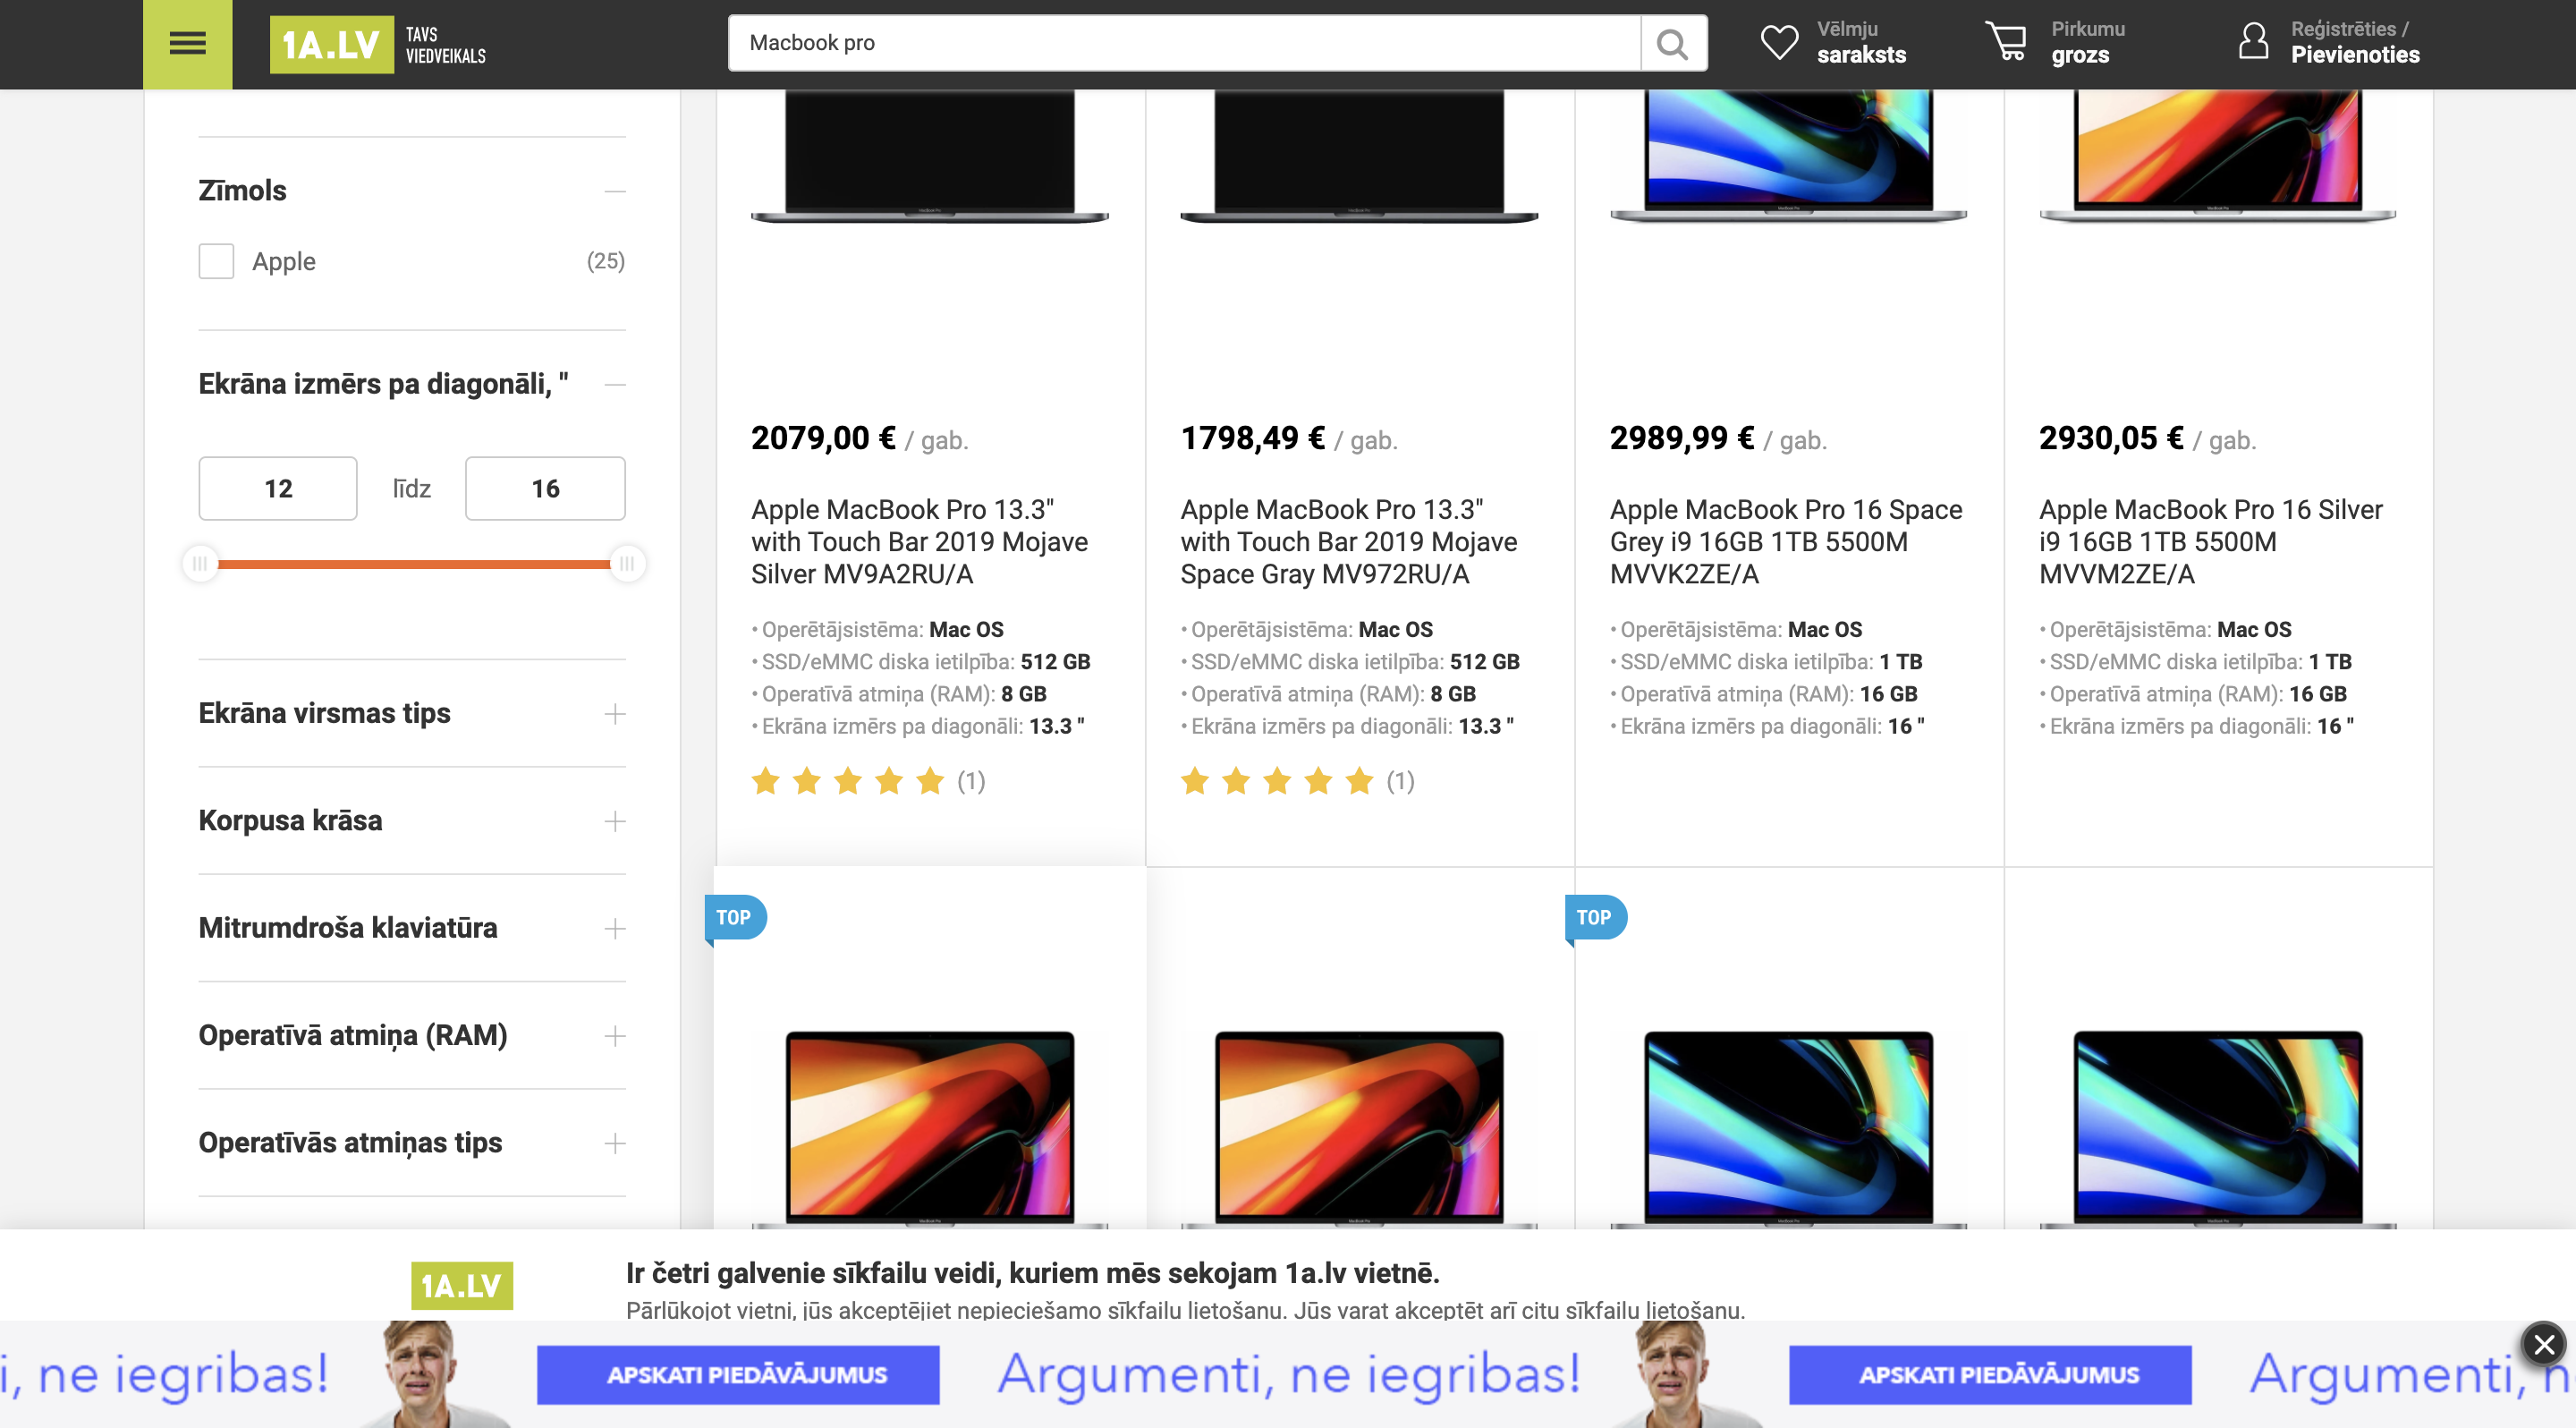 1A.LV
TAVS
VIEDVEIKALS
Macbook pro
Vēlmju
saraksts
Pirkumu
grozs
Reģistrēties /
Pievienoties
Zīmols
Apple (25)
Ekrāna izmērs pa diagonāli, "
12 līdz 16
Ekrāna virsmas tips
Korpusa krāsa
Mitrumdroša klaviatūra
Operatīvā atmiņa (RAM)
Operatīvās atmiņas tips
2079,00 € / gab.
Apple MacBook Pro 13.3"
with Touch Bar 2019 Mojave
Silver MV9A2RU/A
• Operētājsistēma: Mac OS
• SSD/eMMC diska ietilpība: 512 GB
• Operatīvā atmiņa (RAM): 8 GB
• Ekrāna izmērs pa diagonāli: 13.3 "
(1)
1798,49 € / gab.
Apple MacBook Pro 13.3"
with Touch Bar 2019 Mojave
Space Gray MV972RU/A
• Operētājsistēma: Mac OS
• SSD/eMMC diska ietilpība: 512 GB
• Operatīvā atmiņa (RAM): 8 GB
• Ekrāna izmērs pa diagonāli: 13.3 "
(1)
2989,99 € / gab.
Apple MacBook Pro 16 Space
Grey i9 16GB 1TB 5500M
MVVK2ZE/A
• Operētājsistēma: Mac OS
• SSD/eMMC diska ietilpība: 1 TB
• Operatīvā atmiņa (RAM): 16 GB
• Ekrāna izmērs pa diagonāli: 16 "
2930,05 € / gab.
Apple MacBook Pro 16 Silver
i9 16GB 1TB 5500M
MVVM2ZE/A
• Operētājsistēma: Mac OS
• SSD/eMMC diska ietilpība: 1 TB
• Operatīvā atmiņa (RAM): 16 GB
• Ekrāna izmērs pa diagonāli: 16 "
TOP
TOP
1A.LV
Ir četri galvenie sīkfailu veidi, kuriem mēs sekojam 1a.lv vietnē.
Pārlūkojot vietni, jūs akceptējiet nepieciešamo sīkfailu lietošanu. Jūs varat akceptēt arī citu sīkfailu lietošanu.
i, ne iegribas! APSKATI PIEDĀVĀJUMUS Argumenti, ne iegribas! APSKATI PIEDĀVĀJUMUS Argumenti, n